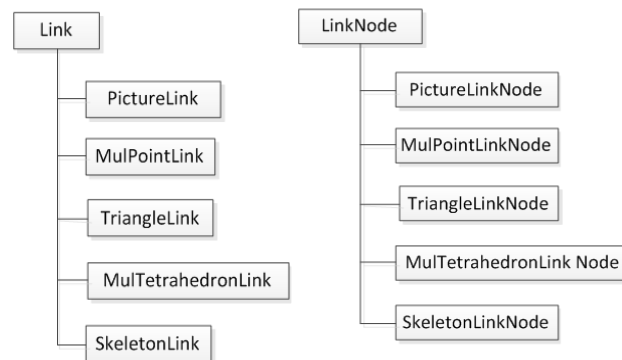 Link
PictureLink
MulPointLink
TriangleLink
MulTetrahedronLink
SkeletonLink
LinkNode
PictureLinkNode
MulPointLinkNode
TriangleLinkNode
MulTetrahedronLink Node
SkeletonLinkNode